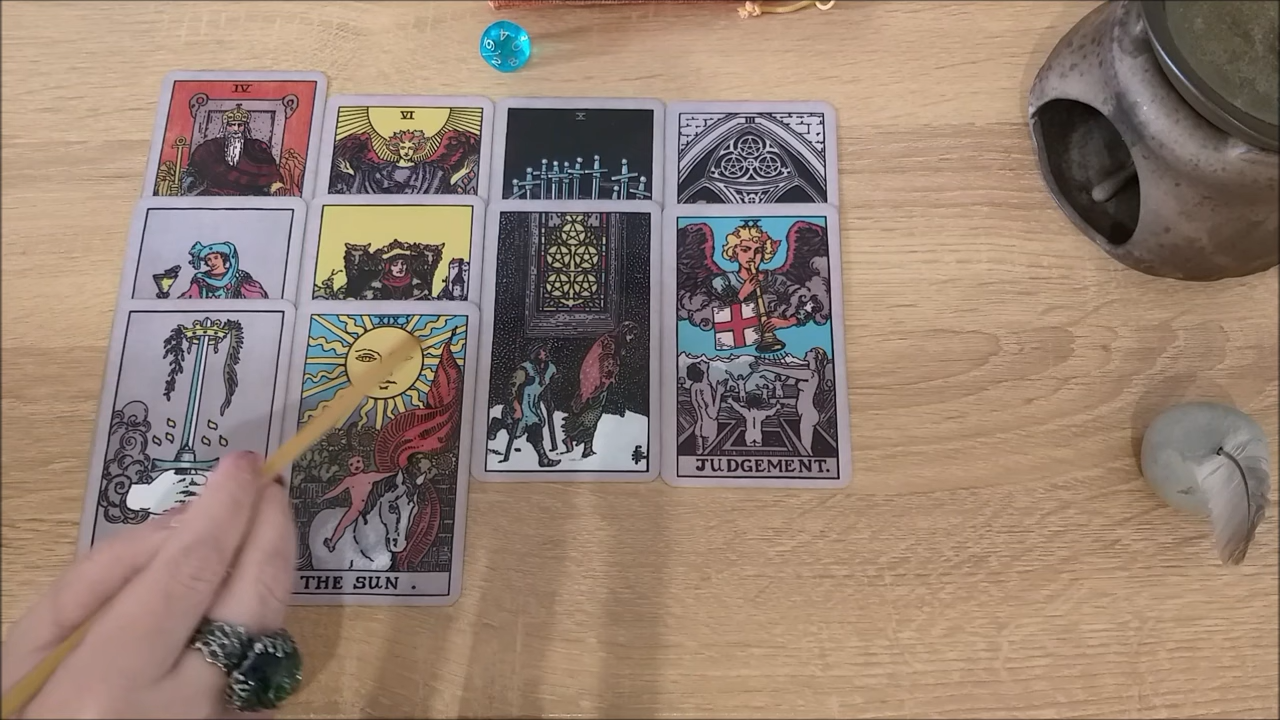 IV
VI
X
XX
XIX
JUDGEMENT.
THE SUN .